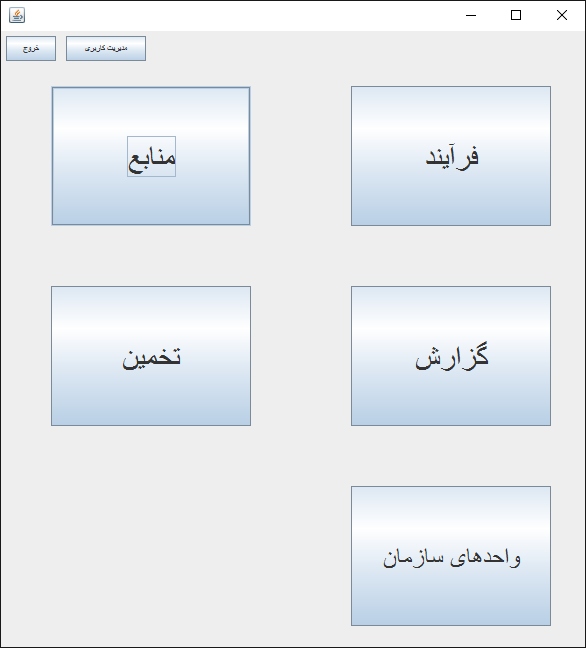 مدیریت کاربری
خروج
فرآیند
منابع
گزارش
تخمین
واحدهای سازمان